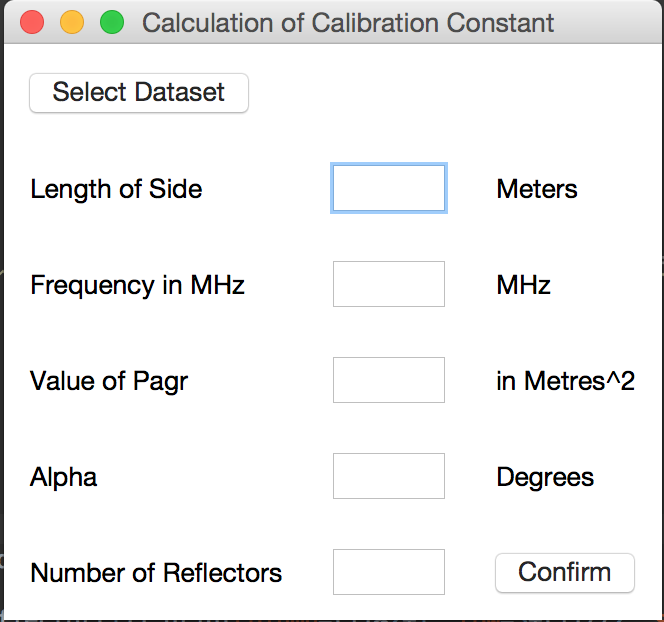 Calculation of Calibration Constant
Select Dataset
Length of Side Meters
Frequency in MHz MHz
Value of Pagr in Metres^2
Alpha Degrees
Number of Reflectors Confirm